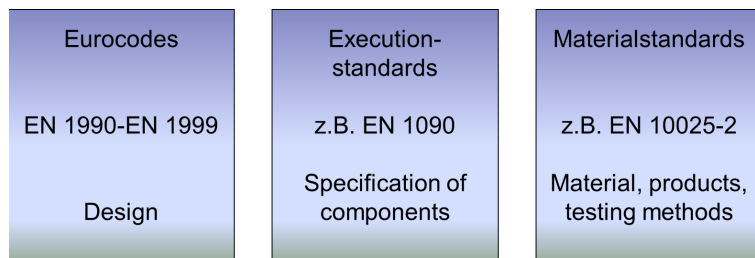 Eurocodes
EN 1990-EN 1999
Design
Execution-
standards
z.B. EN 1090
Specification of
components
Materialstandards
z.B. EN 10025-2
Material, products,
testing methods